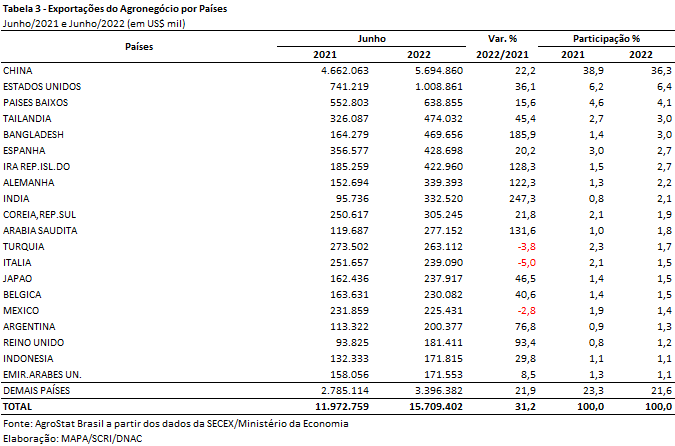 Tabela 3 - Exportações do Agronegócio por Países
Junho/2021 e Junho/2022 (em US$ mil)
Países Junho Var. % Participação %
2021 2022 2022/2021 2021 2022
CHINA 4.662.063 5.694.860 22,2 38,9 36,3
ESTADOS UNIDOS 741.219 1.008.861 36,1 6,2 6,4
PAISES BAIXOS 552.803 638.855 15,6 4,6 4,1
TAILANDIA 326.087 474.032 45,4 2,7 3,0
BANGLADESH 164.279 469.656 185,9 1,4 3,0
ESPANHA 356.577 428.698 20,2 3,0 2,7
IRA REP.ISL.DO 185.259 422.960 128,3 1,5 2,7
ALEMANHA 152.694 339.393 122,3 1,3 2,2
INDIA 95.736 332.520 247,3 0,8 2,1
COREIA,REP.SUL 250.617 305.245 21,8 2,1 1,9
ARABIA SAUDITA 119.687 277.152 131,6 1,0 1,8
TURQUIA 273.502 263.112 -3,8 2,3 1,7
ITALIA 251.657 239.090 -5,0 2,1 1,5
JAPAO 162.436 237.917 46,5 1,4 1,5
BELGICA 163.631 230.082 40,6 1,4 1,5
MEXICO 231.859 225.431 -2,8 1,9 1,4
ARGENTINA 113.322 200.377 76,8 0,9 1,3
REINO UNIDO 93.825 181.411 93,4 0,8 1,2
INDONESIA 132.333 171.815 29,8 1,1 1,1
EMIR.ARABES UN. 158.056 171.553 8,5 1,3 1,1
DEMAIS PAÍSES 2.785.114 3.396.382 21,9 23,3 21,6
TOTAL 11.972.759 15.709.402 31,2 100,0 100,0
Fonte: AgroStat Brasil a partir dos dados da SECEX/Ministério da Economia
Elaboração: MAPA/SCRI/DNAC